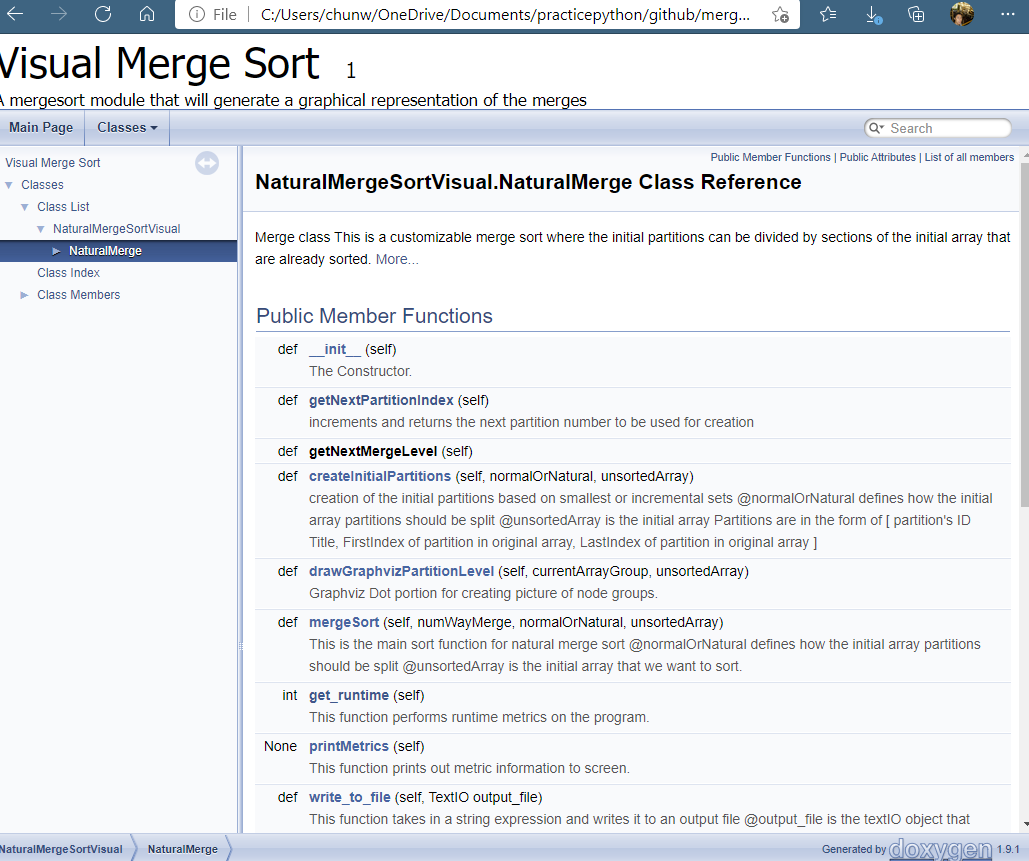 File | C:/Users/chunw/OneDrive/Documents/practicepython/github/merg...
Visual Merge Sort 1
A mergesort module that will generate a graphical representation of the merges
Main Page Classes Search
Visual Merge Sort
Classes
Class List
NaturalMergeSortVisual
NaturalMerge
Class Index
Class Members
Public Member Functions | Public Attributes | List of all members
NaturalMergeSortVisual.NaturalMerge Class Reference
Merge class This is a customizable merge sort where the initial partitions can be divided by sections of the initial array that
are already sorted. More...
Public Member Functions
def __init__ (self)
The Constructor.
def getNextPartitionIndex (self)
increments and returns the next partition number to be used for creation
def getNextMergeLevel (self)
def createInitialPartitions (self, normalOrNatural, unsortedArray)
creation of the initial partitions based on smallest or incremental sets @normalOrNatural defines how the initial
array partitions should be split @unsortedArray is the initial array Partitions are in the form of [ partition's ID
Title, FirstIndex of partition in original array, LastIndex of partition in original array ]
def drawGraphvizPartitionLevel (self, currentArrayGroup, unsortedArray)
Graphviz Dot portion for creating picture of node groups.
def mergeSort (self, numWayMerge, normalOrNatural, unsortedArray)
This is the main sort function for natural merge sort @normalOrNatural defines how the initial array partitions
should be split @unsortedArray is the initial array that we want to sort.
int get_runtime (self)
This function performs runtime metrics on the program.
None printMetrics (self)
This function prints out metric information to screen.
def write_to_file (self, TextIO output_file)
This function takes in a string expression and writes it to an output file @output_file is the textIO object that
NaturalMergeSortVisual NaturalMerge Generated by doxygen 1.9.1